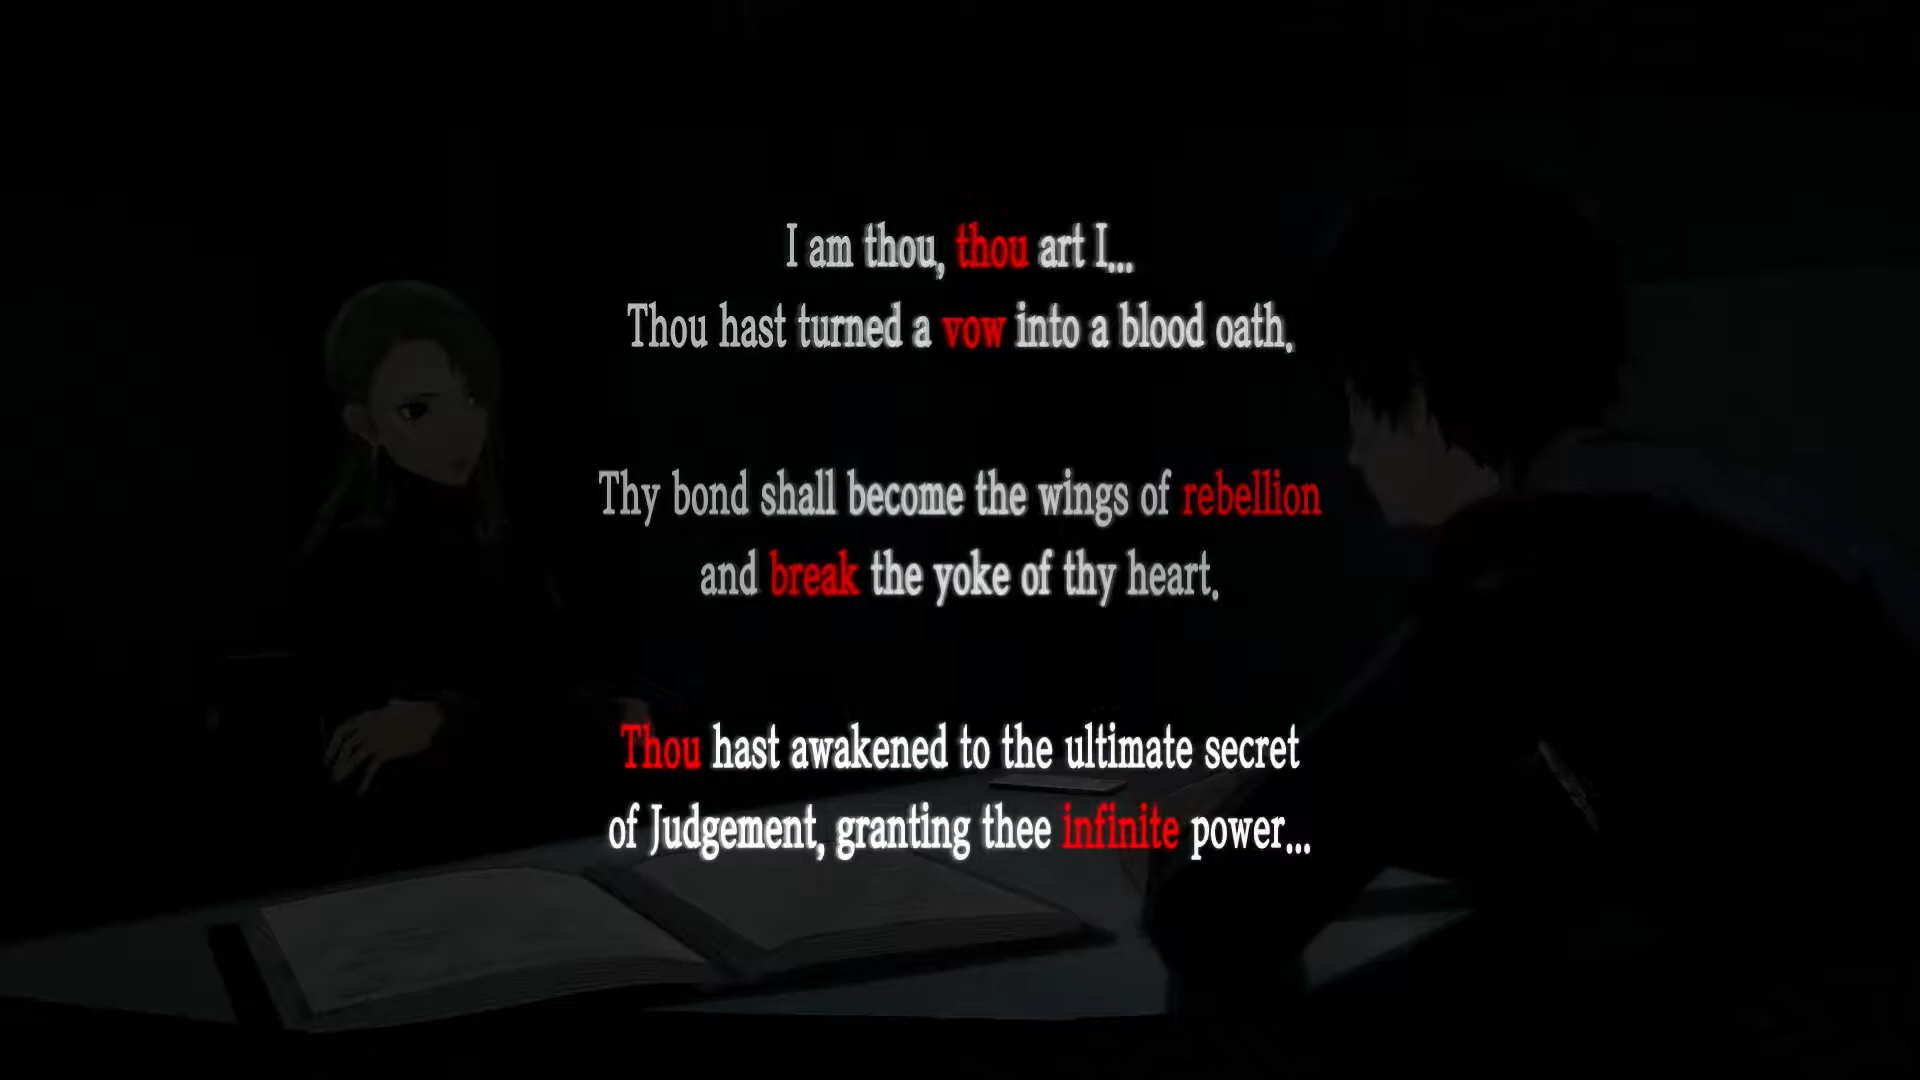 I am thou, thou art I...
Thou hast turned a vow into a blood oath.
Thy bond shall become the wings of rebellion
and break the yoke of thy heart.
Thou hast awakened to the ultimate secret
of Judgement, granting thee infinite power...